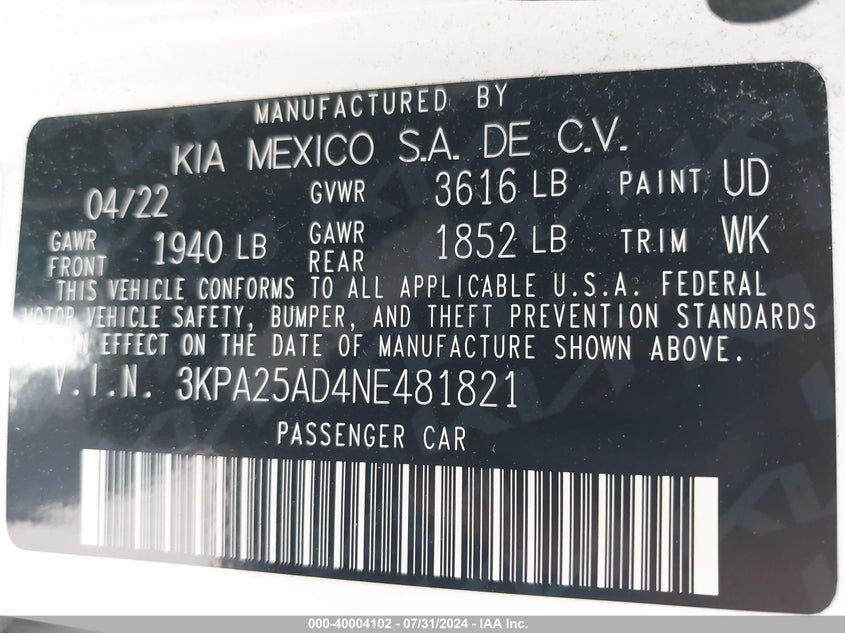 MANUFACTURED BY
KIA MEXICO S.A. DE C.V.
04/22 GVWR 3616 LB PAINT UD
GAWR FRONT 1940 LB GAWR REAR 1852 LB TRIM WK
THIS VEHICLE CONFORMS TO ALL APPLICABLE U.S.A. FEDERAL
MOTOR VEHICLE SAFETY, BUMPER, AND THEFT PREVENTION STANDARDS
IN EFFECT ON THE DATE OF MANUFACTURE SHOWN ABOVE.
V.I.N. 3KPA25AD4NE481821
PASSENGER CAR
000-40004102 - 07/31/2024 - IAA Inc.